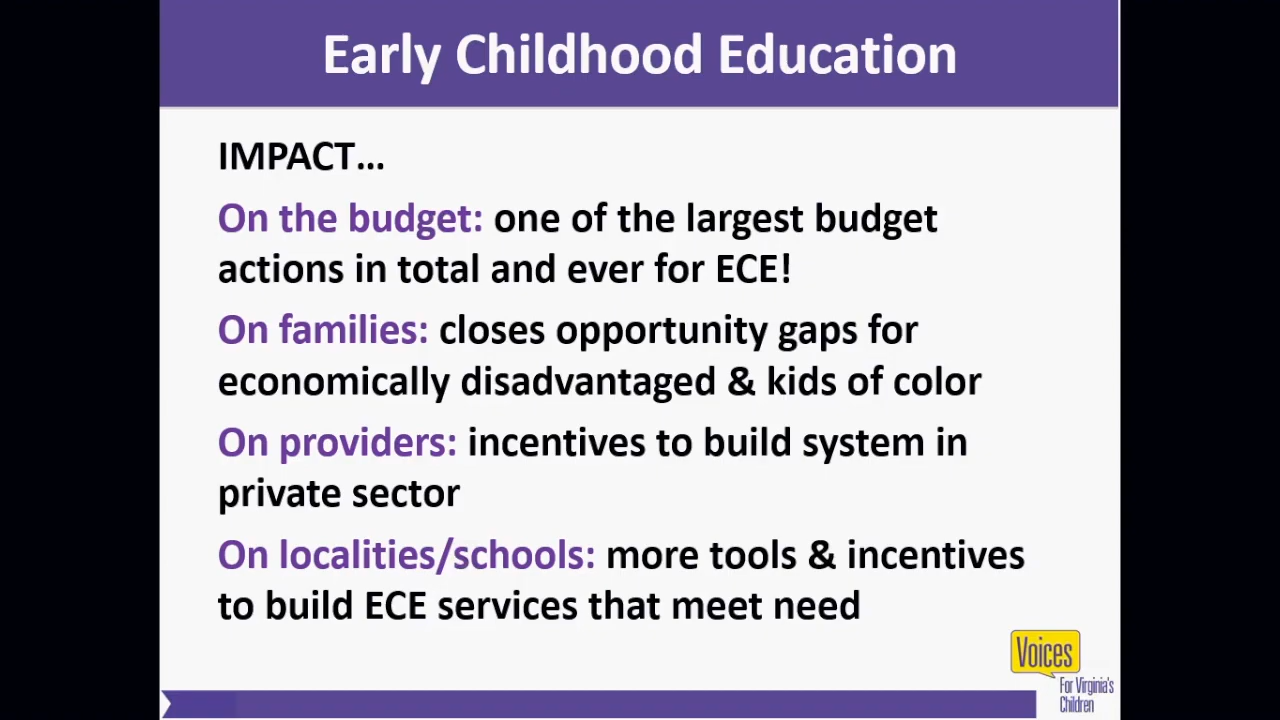 Early Childhood Education
IMPACT...
On the budget: one of the largest budget
actions in total and ever for ECE!
On families: closes opportunity gaps for
economically disadvantaged & kids of color
On providers: incentives to build system in
private sector
On localities/schools: more tools & incentives
to build ECE services that meet need
Voices
For Virginia's
Children